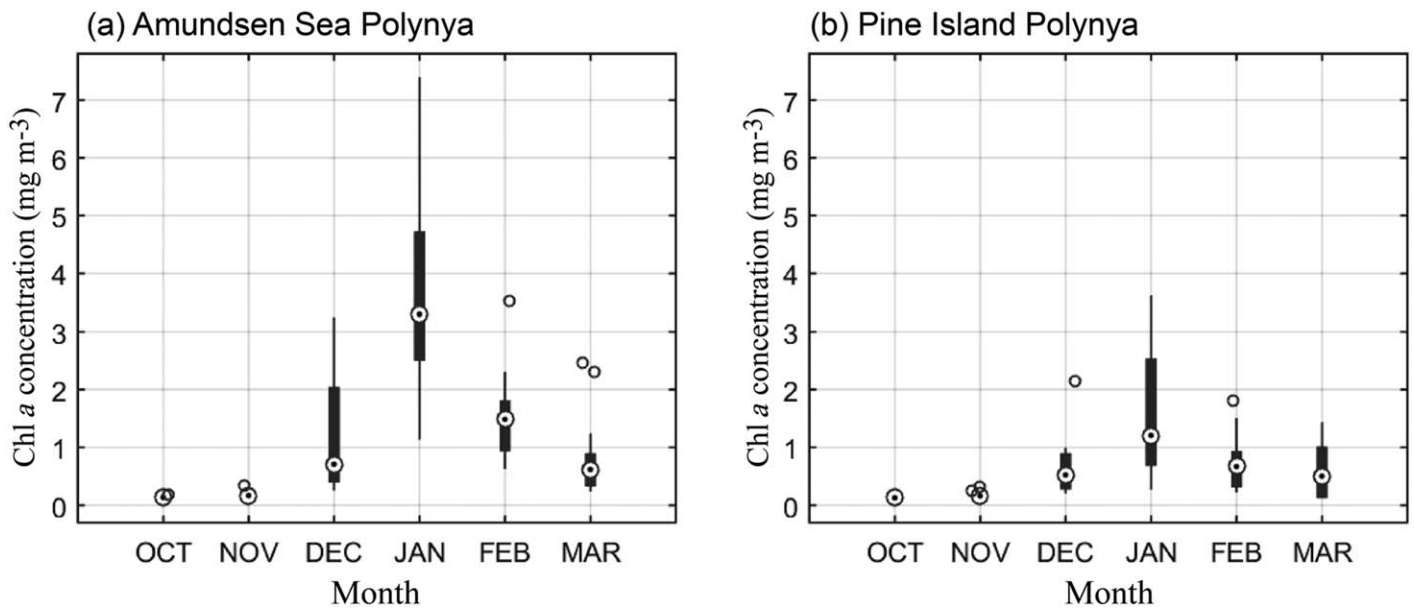 (a) Amundsen Sea Polynya
Chl a concentration (mg m-3)
7
6
5
4
3
2
1
0
OCT NOV DEC JAN FEB MAR
Month
(b) Pine Island Polynya
Chl a concentration (mg m-3)
7
6
5
4
3
2
1
0
OCT NOV DEC JAN FEB MAR
Month